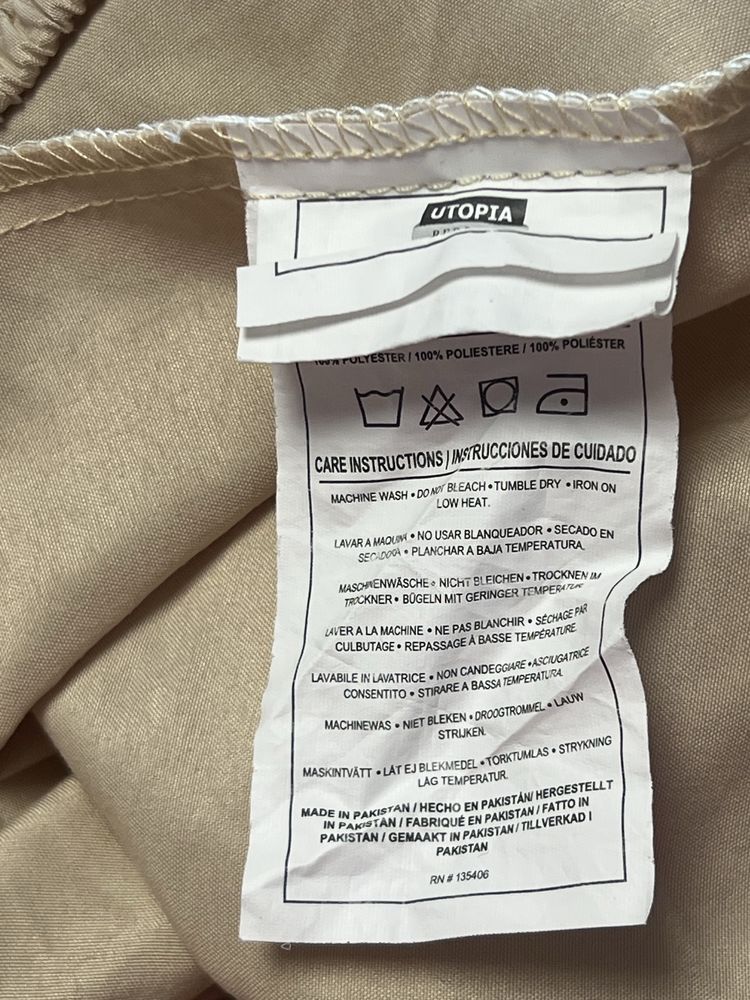 UTOPIA
100% POLYESTER / 100% POLIESTERE / 100% POLIÉSTER
CARE INSTRUCTIONS | INSTRUCCIONES DE CUIDADO
MACHINE WASH • DO NOT BLEACH • TUMBLE DRY • IRON ON
LOW HEAT.
LAVAR A MAQUINA • NO USAR BLANQUEADOR • SECADO EN
SECADORA • PLANCHAR A BAJA TEMPERATURA.
MASCHINENWÄSCHE • NICHT BLEICHEN • TROCKNEN IM
TROCKNER • BÜGELN MIT GERINGER TEMPERATUR
LAVER A LA MACHINE • NE PAS BLANCHIR • SÉCHAGE PAR
CULBUTAGE • REPASSAGE À BASSE TEMPÉRATURE.
LAVABILE IN LAVATRICE • NON CANDEGGIARE • ASCIUGATRICE
CONSENTITO • STIRARE A BASSA TEMPERATURA.
MACHINEWAS • NIET BLEKEN • DROOGTROMMEL • LAUW
STRIJKEN.
MASKINTVÄTT • LÅT EJ BLEKMEDEL • TORKTUMLAS • STRYKNING
LÅG TEMPERATUR.
MADE IN PAKISTAN / HECHO EN PAKISTÁN/ HERGESTELLT
IN PAKISTAN / FABRIQUÉ EN PAKISTAN / FATTO IN
PAKISTAN / GEMAAKT IN PAKISTAN / TILLVERKAD I
PAKISTAN
RN # 135406